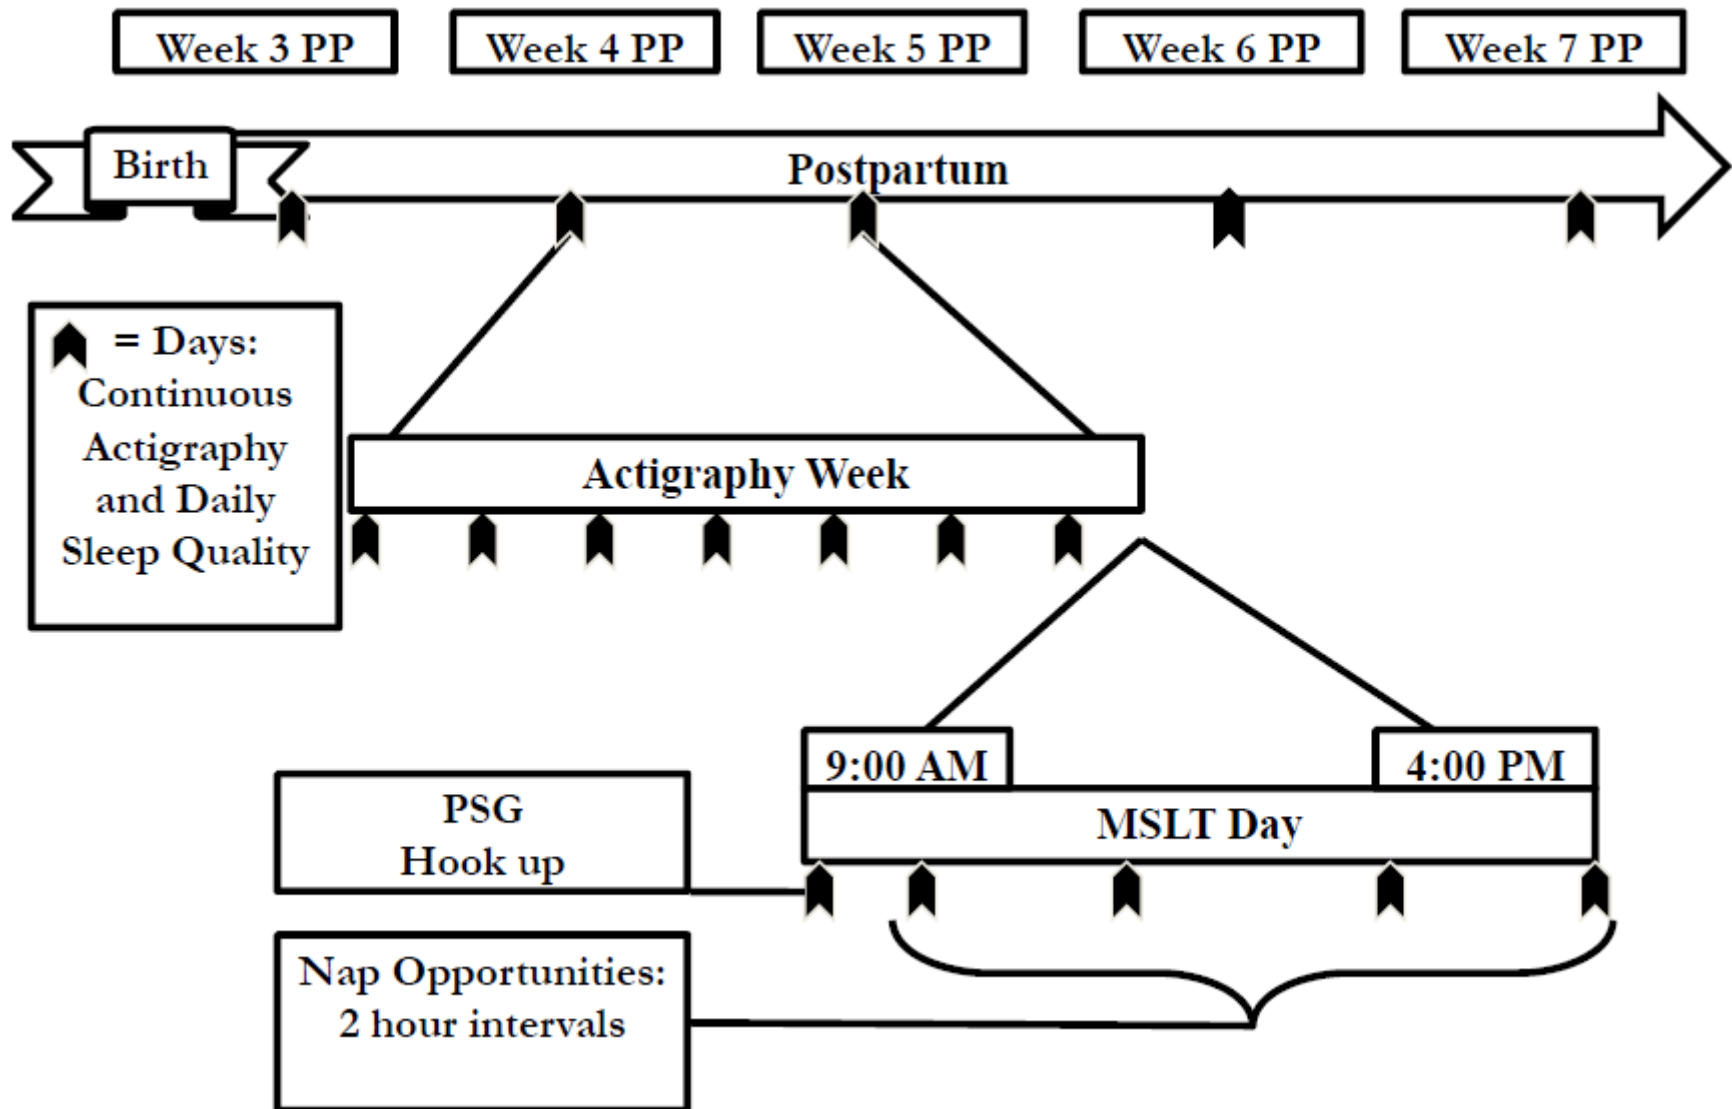 Week 3 PP
Week 4 PP
Week 5 PP
Week 6 PP
Week 7 PP
Birth
Postpartum
= Days:
Continuous
Actigraphy
and Daily
Sleep Quality
Actigraphy Week
9:00 AM
4:00 PM
MSLT Day
PSG
Hook up
Nap Opportunities:
2 hour intervals